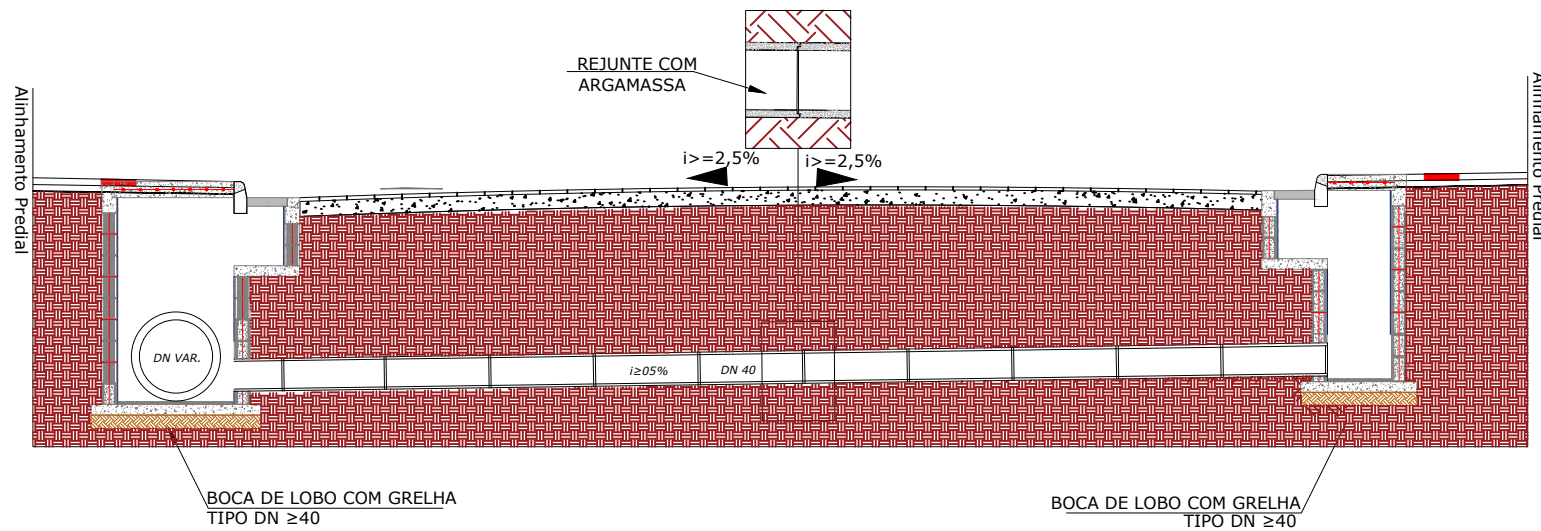 REJUNTE COM
ARGAMASSA
i>=2,5%
i>=2,5%
Alinhamento Predial
Alinhamento Predial
DN VAR.
i≥05%
DN 40
BOCA DE LOBO COM GRELHA
TIPO DN ≥40
BOCA DE LOBO COM GRELHA
TIPO DN ≥40